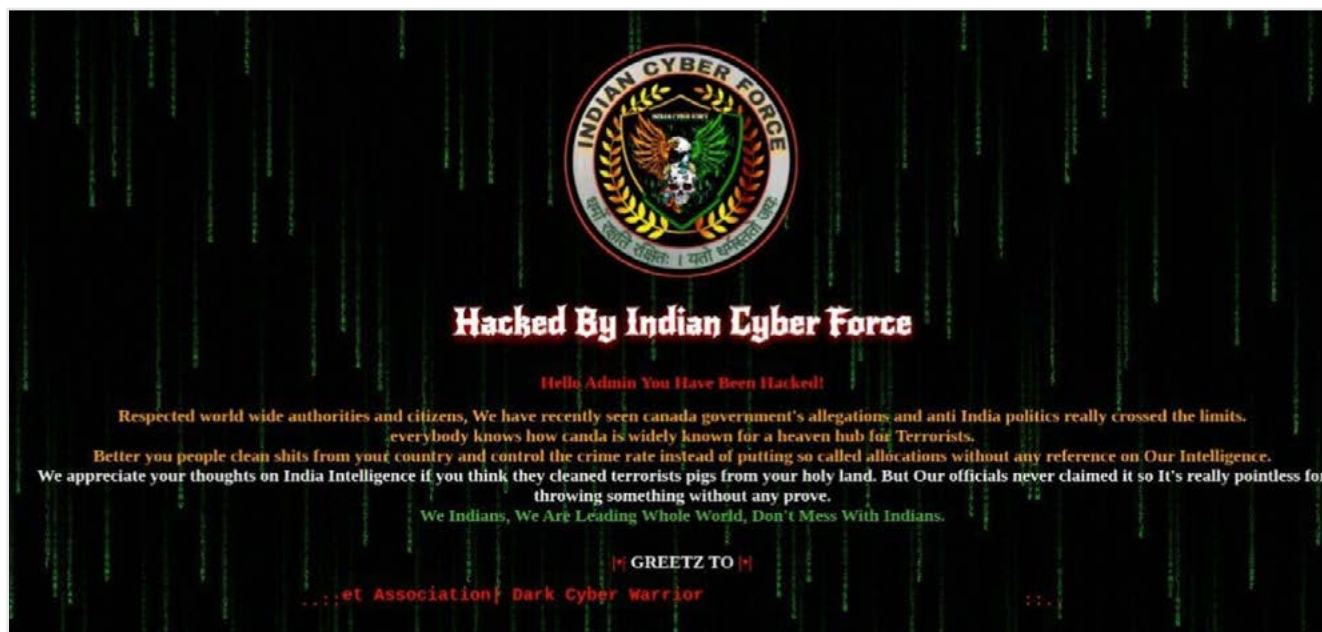 INDIAN CYBER FORCE
INDIAN CYBER FORCE
धर्मो रक्षति रक्षितः । यतो धर्मस्ततो जयः
Hacked By Indian Cyber Force
Hello Admin You Have Been Hacked!
Respected world wide authorities and citizens, We have recently seen canada government's allegations and anti India politics really crossed the limits.
everybody knows how canda is widely known for a heaven hub for Terrorists.
Better you people clean shits from your country and control the crime rate instead of putting so called allocations without any reference on Our Intelligence.
We appreciate your thoughts on India Intelligence if you think they cleaned terrorists pigs from your holy land. But Our officials never claimed it so It's really pointless for
throwing something without any prove.
We Indians, We Are Leading Whole World, Don't Mess With Indians.
|•| GREETZ TO |•|
..::et Association| Dark Cyber Warrior ::..